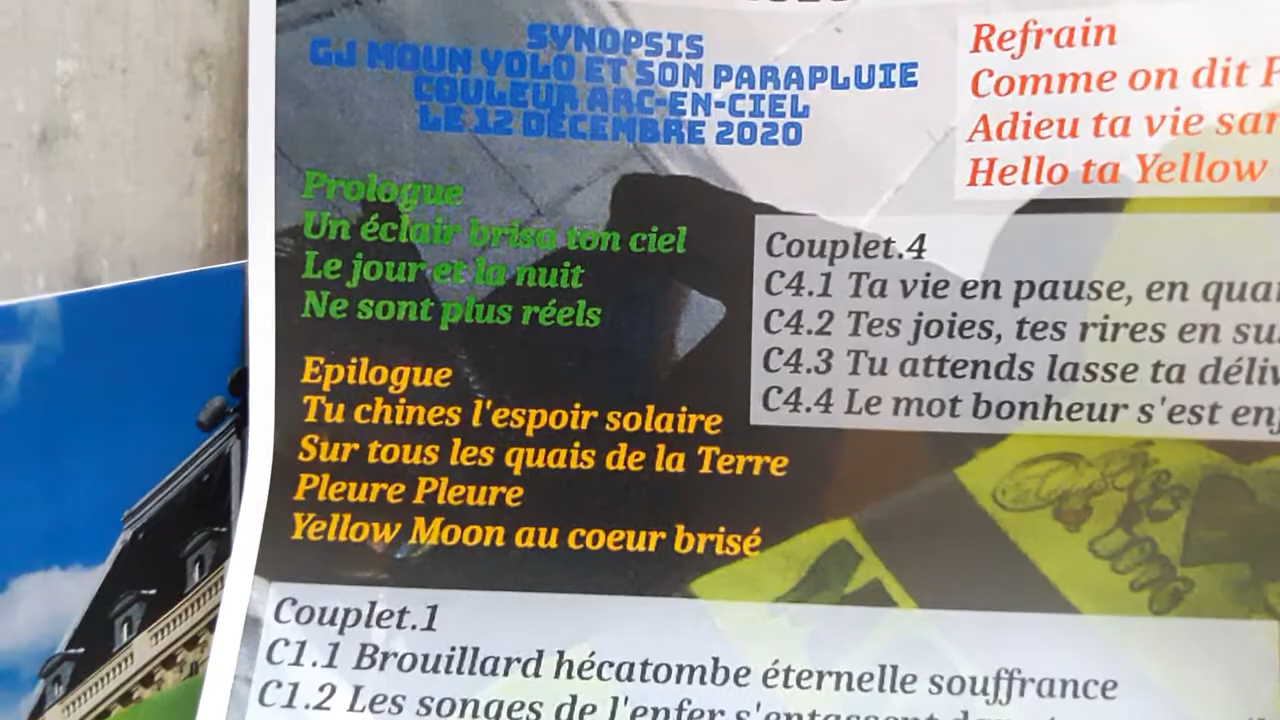 SYNOPSIS
GJ MOUN YOLO ET SON PARAPLUIE
COULEUR ARC-EN-CIEL
LE 12 DÉCEMBRE 2020
Prologue
Un éclair brisa ton ciel
Le jour et la nuit
Ne sont plus réels
Epilogue
Tu chines l'espoir solaire
Sur tous les quais de la Terre
Pleure Pleure
Yellow Moon au coeur brisé
Couplet.1
C1.1 Brouillard hécatombe éternelle souffrance
C1.2 Les songes de l'enfer s'entassent
Refrain
Comme on dit
Adieu ta vie
Hello ta Yellow
Couplet.4
C4.1 Ta vie en pause, en
C4.2 Tes joies, tes rires en
C4.3 Tu attends lasse ta
C4.4 Le mot bonheur s'est